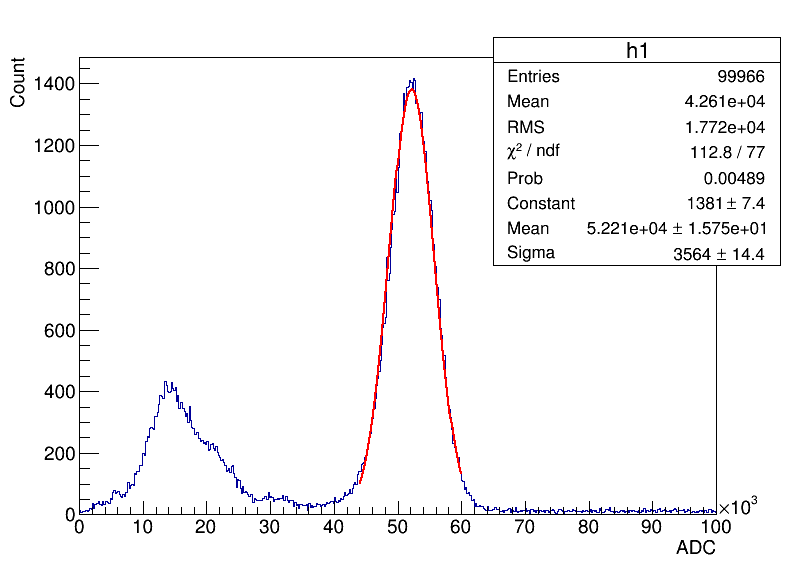 h1
Entries 99966
Mean 4.261e+04
RMS 1.772e+04
χ² / ndf 112.8 / 77
Prob 0.00489
Constant 1381 ± 7.4
Mean 5.221e+04 ± 1.575e+01
Sigma 3564 ± 14.4
Count
1400
1200
1000
800
600
400
200
0
0 10 20 30 40 50 60 70 80 90 100
×10³
ADC